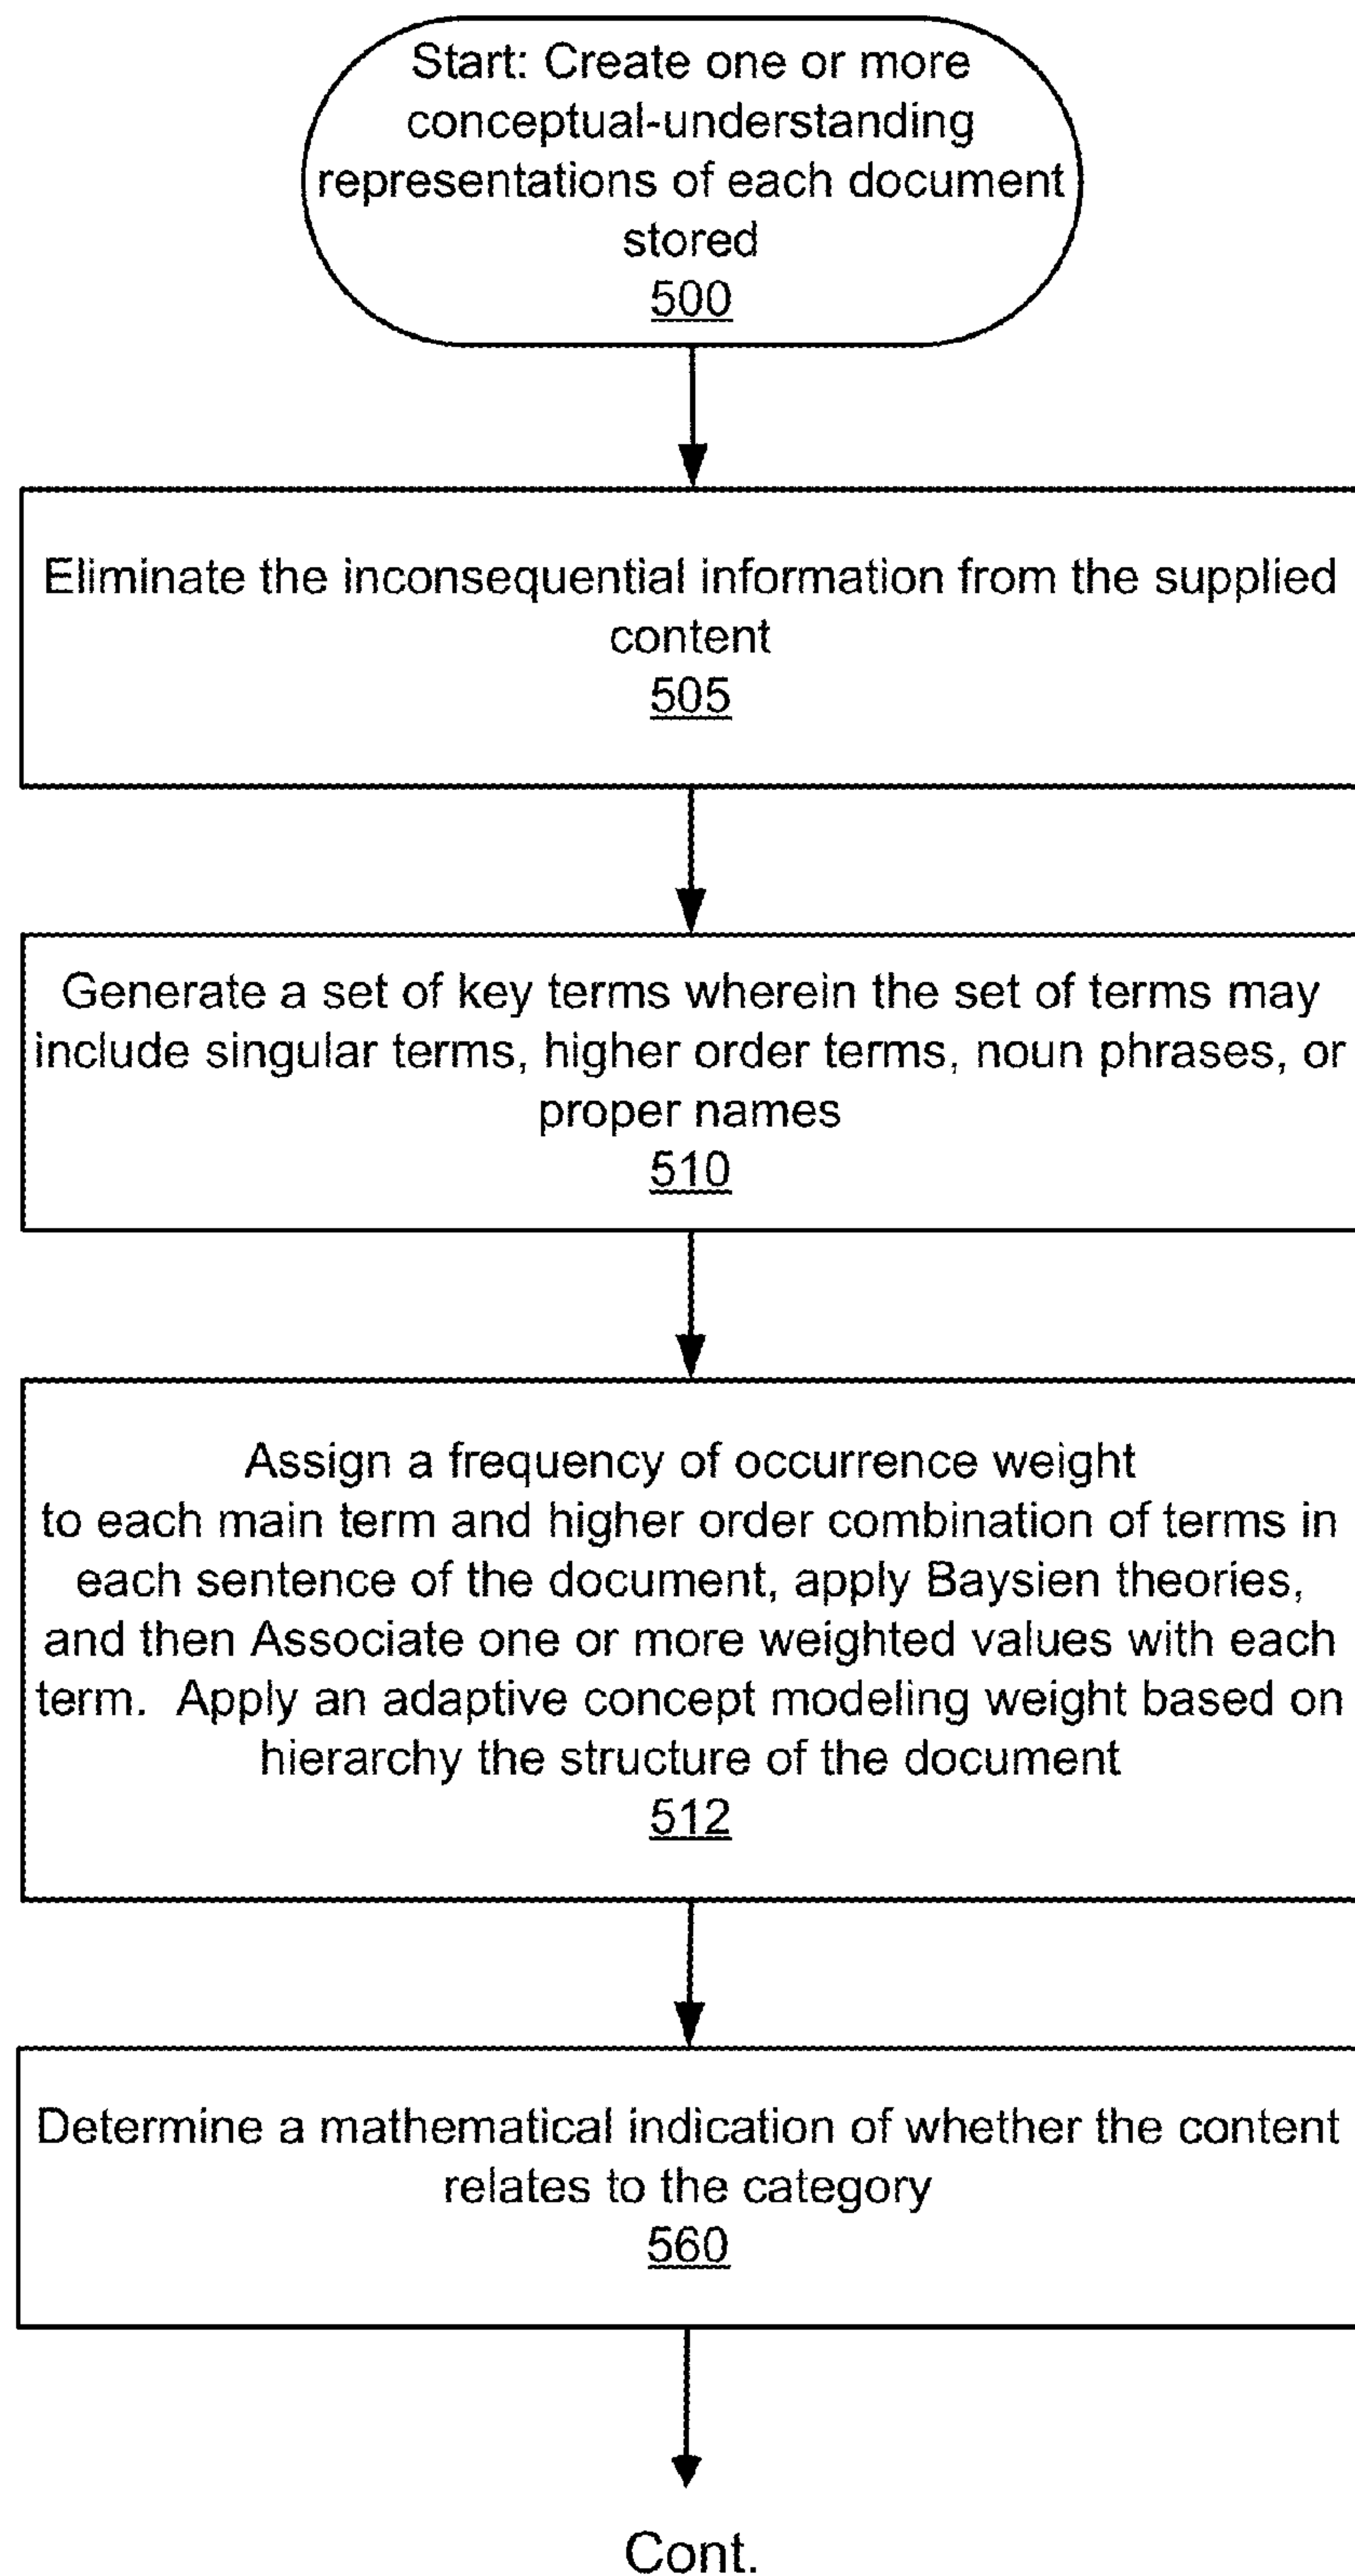 Start: Create one or more
conceptual-understanding
representations of each document
stored
500
Eliminate the inconsequential information from the supplied
content
505
Generate a set of key terms wherein the set of terms may
include singular terms, higher order terms, noun phrases, or
proper names
510
Assign a frequency of occurrence weight
to each main term and higher order combination of terms in
each sentence of the document, apply Baysien theories,
and then Associate one or more weighted values with each
term.  Apply an adaptive concept modeling weight based on
hierarchy the structure of the document
512
Determine a mathematical indication of whether the content
relates to the category
560
Cont.